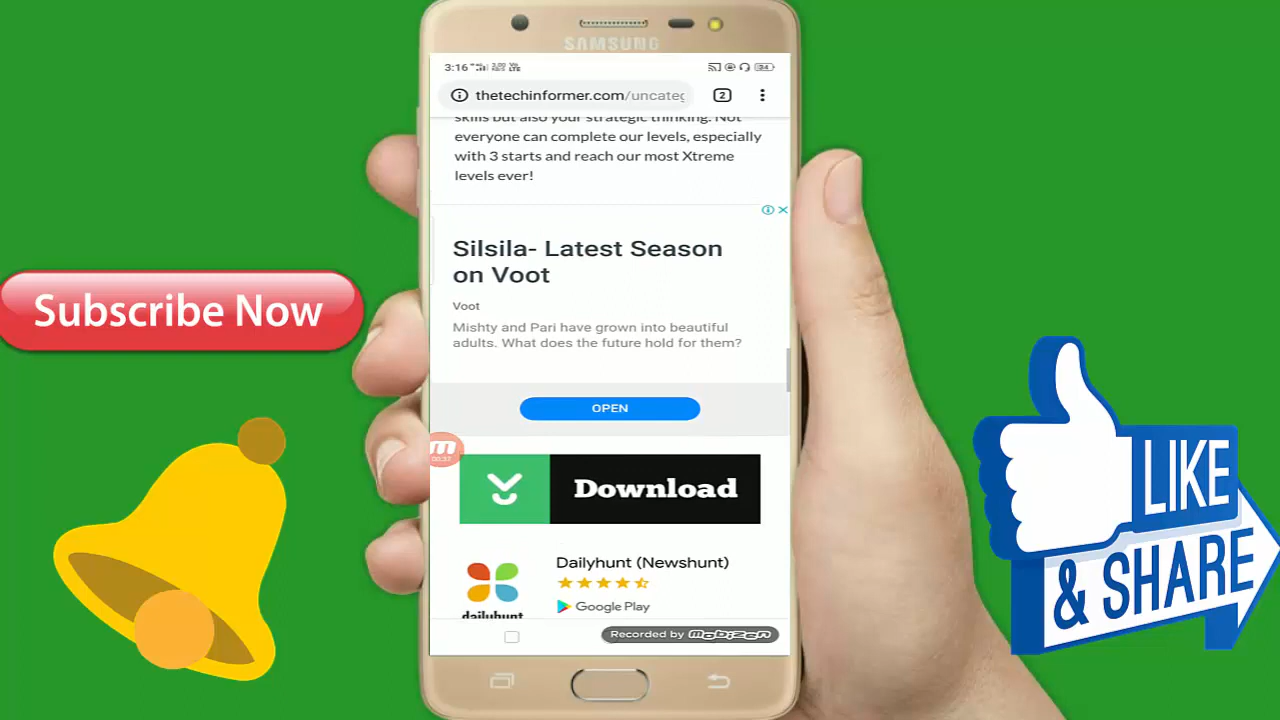 SAMSUNG
3:16
thetechinformer.com/uncateg
2
skills but also your strategic thinking. Not
everyone can complete our levels, especially
with 3 starts and reach our most Xtreme
levels ever!
Silsila- Latest Season
on Voot
Voot
Mishty and Pari have grown into beautiful
adults. What does the future hold for them?
OPEN
Download
Dailyhunt (Newshunt)
Google Play
dailyhunt
Recorded by mobizen
Subscribe Now
LIKE
& SHARE